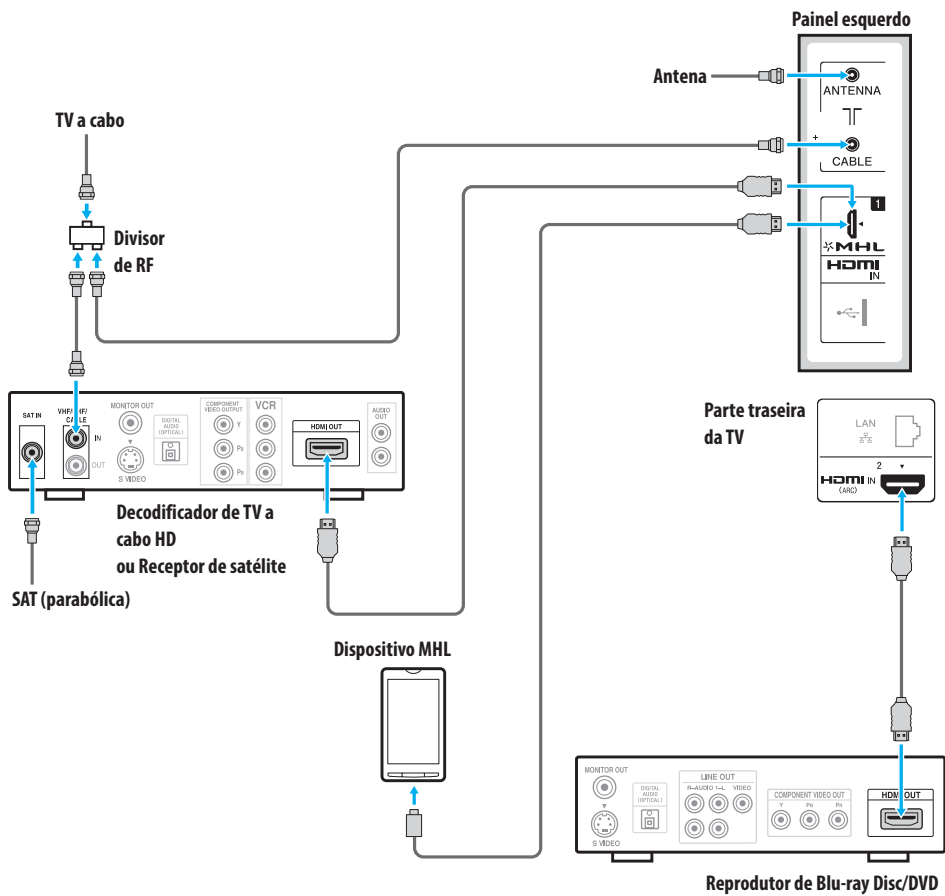 Painel esquerdo
Antena
ANTENNA
TV a cabo
+
CABLE
Divisor
de RF
1
MHL
HDMI
IN
SAT IN
VHF/UHF/
CABLE
IN
OUT
MONITOR OUT
S VIDEO
DIGITAL
AUDIO
(OPTICAL)
COMPONENT
VIDEO OUTPUT
Y
PB
PR
VCR
HDMI OUT
AUDIO
OUT
Parte traseira
da TV
LAN
2
HDMI IN
(ARC)
Decodificador de TV a
cabo HD
ou Receptor de satélite
SAT (parabólica)
Dispositivo MHL
MONITOR OUT
S VIDEO
DIGITAL
AUDIO
(OPTICAL)
LINE OUT
R–AUDIO 1–L VIDEO
COMPONENT VIDEO OUT
Y PB PR
HDMI OUT
Reprodutor de Blu-ray Disc/DVD